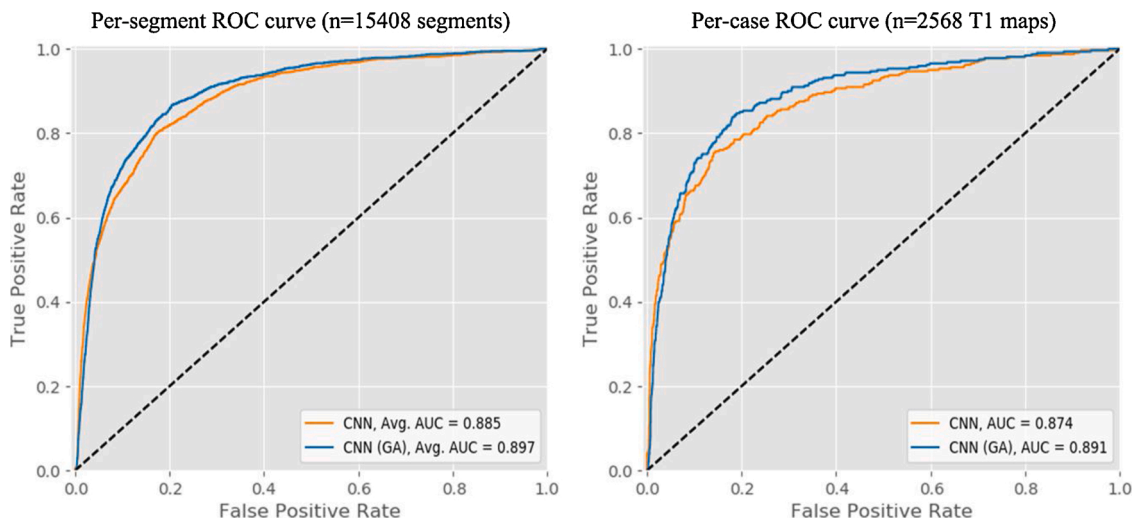 Per-segment ROC curve (n=15408 segments)
1.0
0.8
0.6
0.4
0.2
0.0
True Positive Rate
CNN, Avg. AUC = 0.885
CNN (GA), Avg. AUC = 0.897
0.0 0.2 0.4 0.6 0.8 1.0
False Positive Rate
Per-case ROC curve (n=2568 T1 maps)
1.0
0.8
0.6
0.4
0.2
0.0
True Positive Rate
CNN, AUC = 0.874
CNN (GA), AUC = 0.891
0.0 0.2 0.4 0.6 0.8 1.0
False Positive Rate